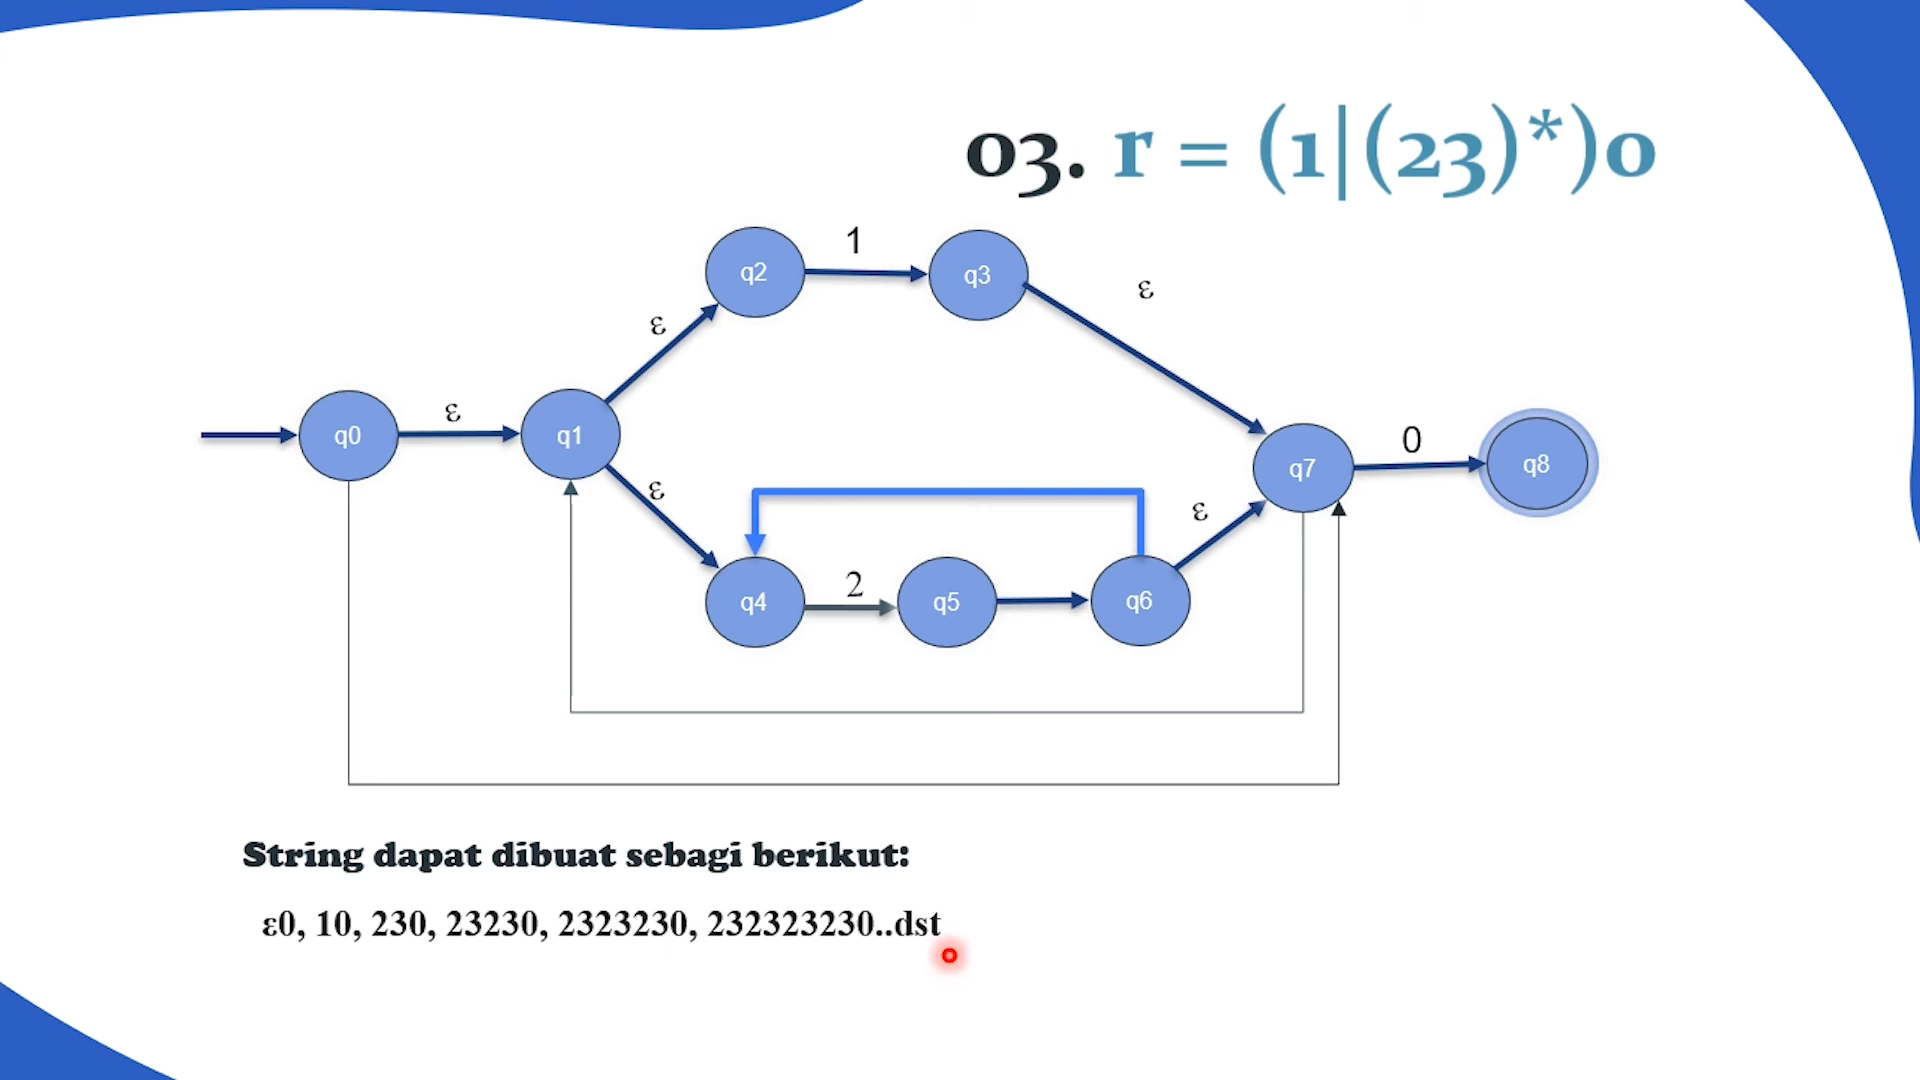 03. r = (1|(23)*)0
q2
1
q3
ε
ε
q0
ε
q1
ε
q7
0
q8
ε
q4
2
q5
q6
String dapat dibuat sebagi berikut:
ε0, 10, 230, 23230, 2323230, 232323230..dst